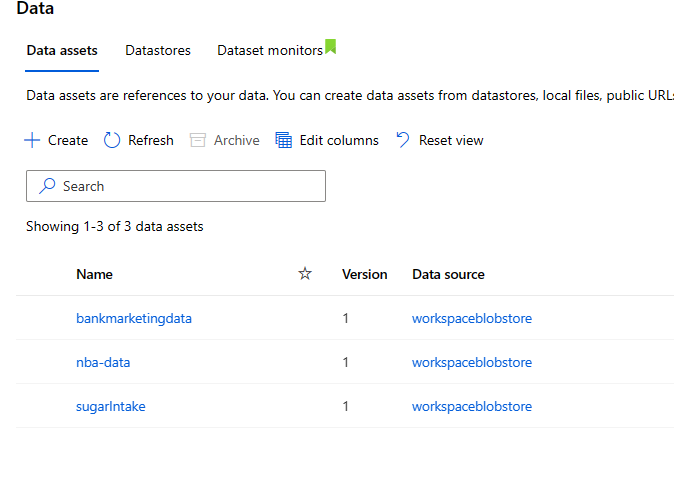 Data
Data assets Datastores Dataset monitors
Data assets are references to your data. You can create data assets from datastores, local files, public URLs
Create Refresh Archive Edit columns Reset view
Search
Showing 1-3 of 3 data assets
Name Version Data source
bankmarketingdata 1 workspaceblobstore
nba-data 1 workspaceblobstore
sugarIntake 1 workspaceblobstore